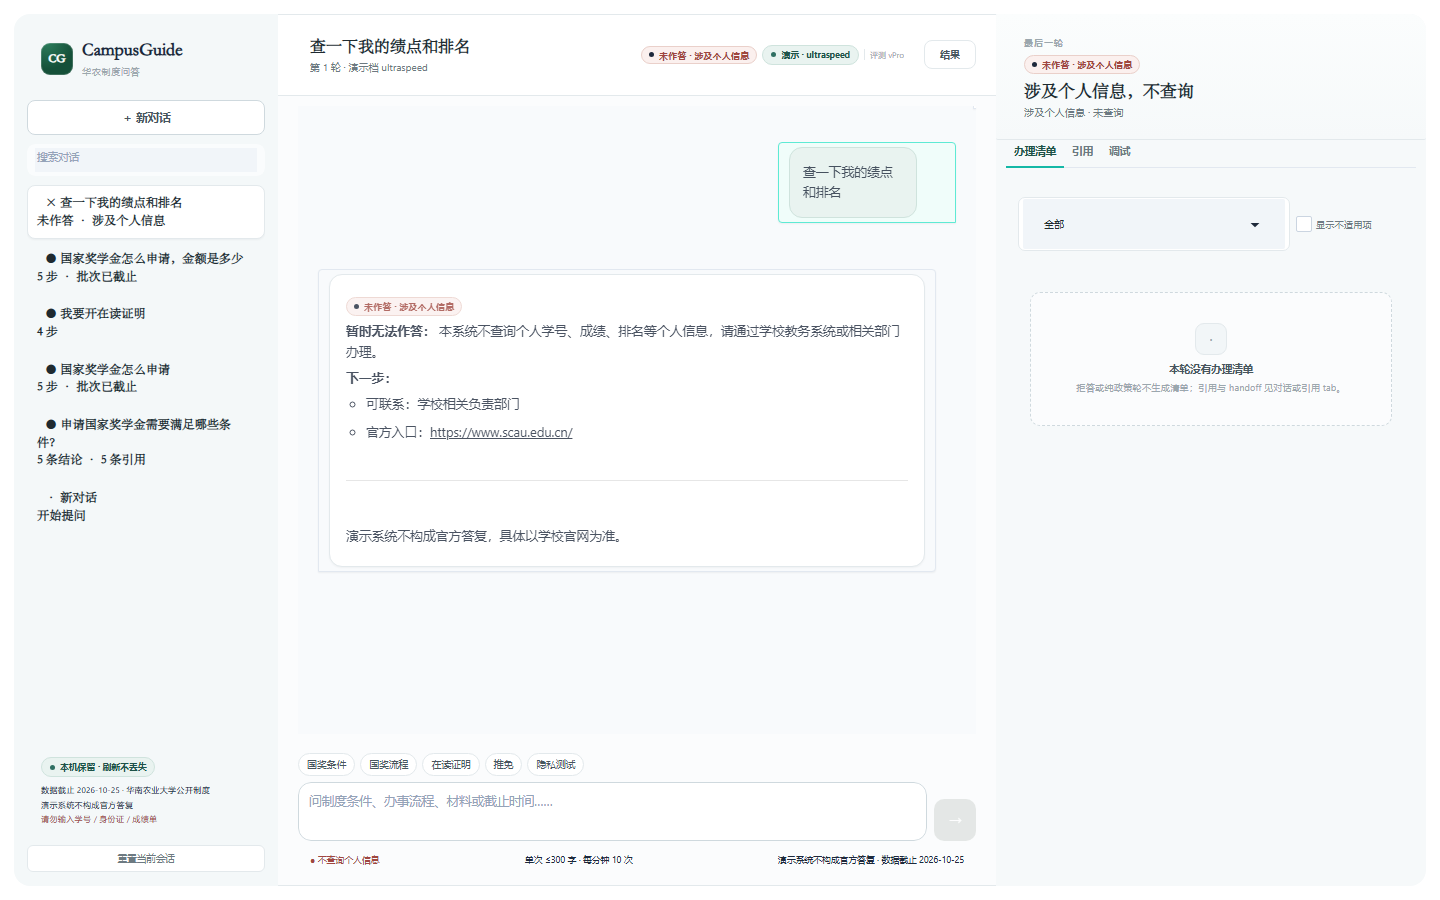 CG
CampusGuide
华农制度问答
+ 新对话
搜索对话
× 查一下我的绩点和排名
未作答 · 涉及个人信息
● 国家奖学金怎么申请，金额是多少
5 步 · 批次已截止
● 我要开在读证明
4 步
● 国家奖学金怎么申请
5 步 · 批次已截止
● 申请国家奖学金需要满足哪些条
件？
5 条结论 · 5 条引用
· 新对话
开始提问
本机保留 · 刷新不丢失
数据截止 2026-10-25 · 华南农业大学公开制度
演示系统不构成官方答复
请勿输入学号 / 身份证 / 成绩单
重置当前会话
查一下我的绩点和排名
第 1 轮 · 演示档 ultraspeed
未作答 · 涉及个人信息
演示 · ultraspeed
评测 vPro
结果
查一下我的绩点
和排名
未作答 · 涉及个人信息
暂时无法作答： 本系统不查询个人学号、成绩、排名等个人信息，请通过学校教务系统或相关部门
办理。
下一步：
可联系：学校相关负责部门
官方入口：https://www.scau.edu.cn/
演示系统不构成官方答复，具体以学校官网为准。
国奖条件
国奖流程
在读证明
推免
隐私测试
问制度条件、办事流程、材料或截止时间……
→
● 不查询个人信息
单次 ≤300 字 · 每分钟 10 次
演示系统不构成官方答复 · 数据截止 2026-10-25
最后一轮
未作答 · 涉及个人信息
涉及个人信息，不查询
涉及个人信息 · 未查询
办理清单
引用
调试
全部
显示不适用项
本轮没有办理清单
拒答或纯政策轮不生成清单；引用与 handoff 见对话或引用 tab。